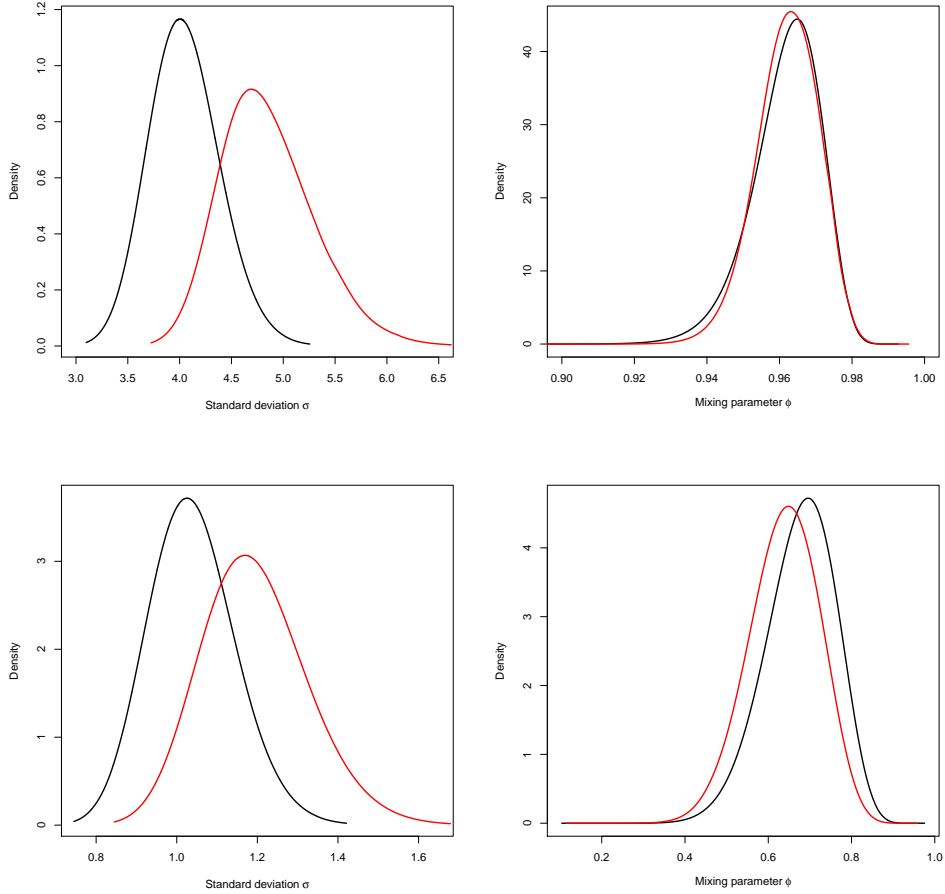 1.2
1.0
0.8
0.6
0.4
0.2
0.0
Density
3.0 3.5 4.0 4.5 5.0 5.5 6.0 6.5
Standard deviation σ
40
30
20
10
0
Density
0.90 0.92 0.94 0.96 0.98 1.00
Mixing parameter ϕ
3
2
1
0
Density
0.8 1.0 1.2 1.4 1.6
Standard deviation σ
4
3
2
1
0
Density
0.2 0.4 0.6 0.8 1.0
Mixing parameter ϕ